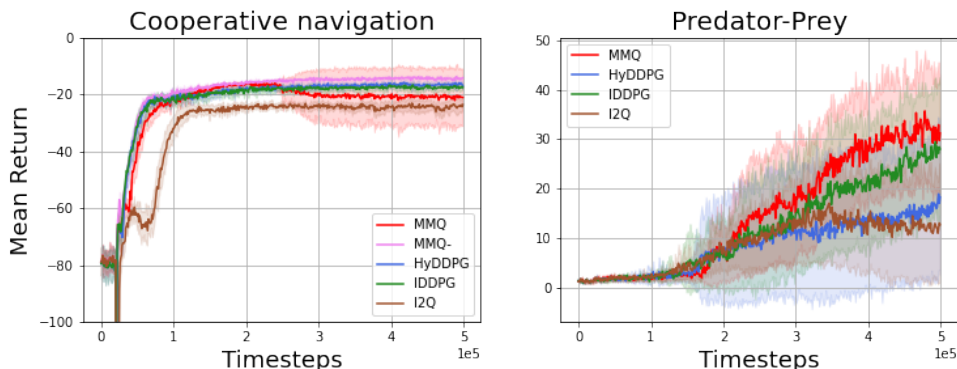 Cooperative navigation
Mean Return
0
−20
−40
−60
−80
−100
0
1
2
3
4
5
1e5
Timesteps
MMQ
MMQ-
HyDDPG
IDDPG
I2Q
Predator-Prey
50
40
30
20
10
0
0
1
2
3
4
5
1e5
Timesteps
MMQ
HyDDPG
IDDPG
I2Q